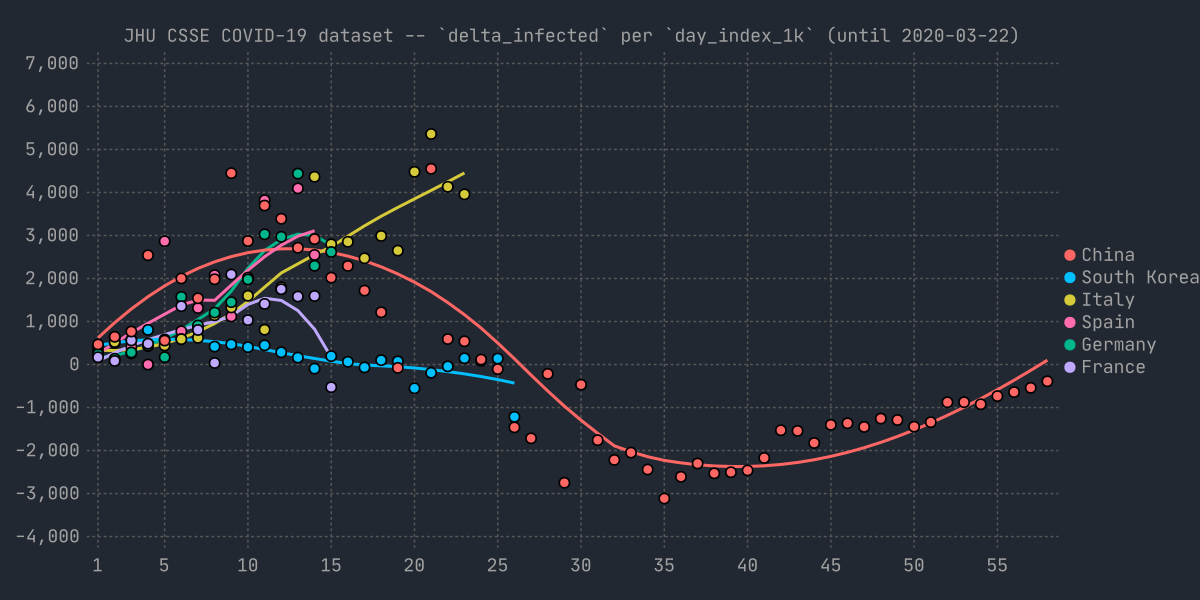 JHU CSSE COVID-19 dataset -- `delta_infected` per `day_index_1k` (until 2020-03-22)
7,000
6,000
5,000
4,000
3,000
2,000
1,000
0
-1,000
-2,000
-3,000
-4,000
1 5 10 15 20 25 30 35 40 45 50 55
China
South Korea
Italy
Spain
Germany
France